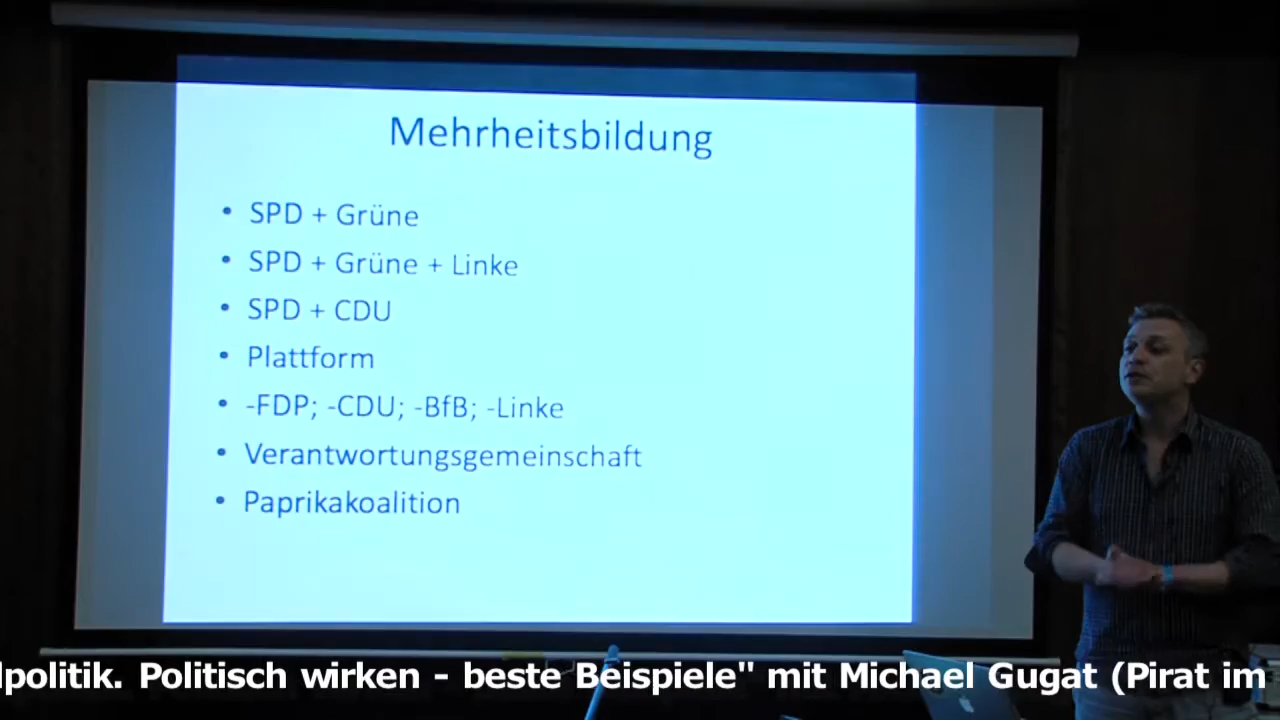 Mehrheitsbildung
• SPD + Grüne
• SPD + Grüne + Linke
• SPD + CDU
• Plattform
• -FDP; -CDU; -BfB; -Linke
• Verantwortungsgemeinschaft
• Paprikakoalition
lpolitik. Politisch wirken - beste Beispiele" mit Michael Gugat (Pirat im